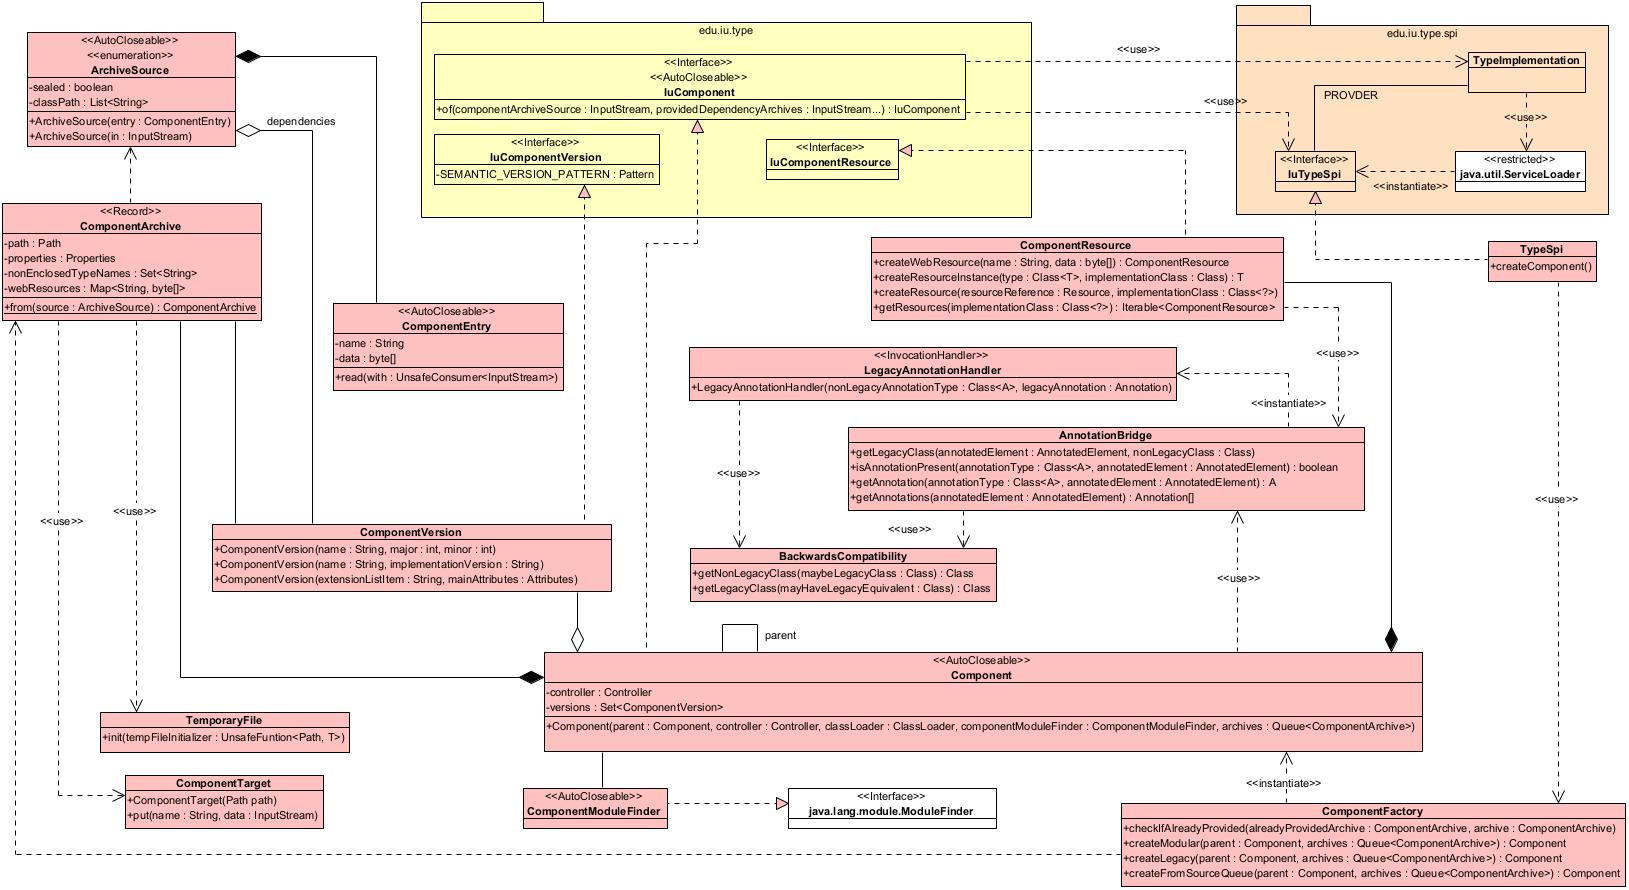 <<AutoCloseable>>
<<enumeration>>
ArchiveSource
-sealed : boolean
-classPath : List<String>
+ArchiveSource(entry : ComponentEntry)
+ArchiveSource(in : InputStream)
dependencies
edu.iu.type
<<Interface>>
<<AutoCloseable>>
IuComponent
+of(componentArchiveSource : InputStream, providedDependencyArchives : InputStream...) : IuComponent
<<Interface>>
IuComponentVersion
-SEMANTIC_VERSION_PATTERN : Pattern
<<Interface>>
IuComponentResource
<<use>>
<<use>>
edu.iu.type.spi
TypeImplementation
PROVDER
<<use>>
<<Interface>>
IuTypeSpi
<<restricted>>
java.util.ServiceLoader
<<instantiate>>
<<Record>>
ComponentArchive
-path : Path
-properties : Properties
-nonEnclosedTypeNames : Set<String>
-webResources : Map<String, byte[]>
+from(source : ArchiveSource) : ComponentArchive
<<AutoCloseable>>
ComponentEntry
-name : String
-data : byte[]
+read(with : UnsafeConsumer<InputStream>)
ComponentResource
+createWebResource(name : String, data : byte[]) : ComponentResource
+createResourceInstance(type : Class<T>, implementationClass : Class) : T
+createResource(resourceReference : Resource, implementationClass : Class<?>)
+getResources(implementationClass : Class<?>) : Iterable<ComponentResource>
TypeSpi
+createComponent()
<<use>>
<<InvocationHandler>>
LegacyAnnotationHandler
+LegacyAnnotationHandler(nonLegacyAnnotationType : Class<A>, legacyAnnotation : Annotation)
<<instantiate>>
AnnotationBridge
+getLegacyClass(annotatedElement : AnnotatedElement, nonLegacyClass : Class)
+isAnnotationPresent(annotationType : Class<A>, annotatedElement : AnnotatedElement) : boolean
+getAnnotation(annotationType : Class<A>, annotatedElement : AnnotatedElement) : A
+getAnnotations(annotatedElement : AnnotatedElement) : Annotation[]
<<use>>
<<use>>
<<use>>
<<use>>
<<use>>
<<use>>
ComponentVersion
+ComponentVersion(name : String, major : int, minor : int)
+ComponentVersion(name : String, implementationVersion : String)
+ComponentVersion(extensionListItem : String, mainAttributes : Attributes)
BackwardsCompatibility
+getNonLegacyClass(maybeLegacyClass : Class) : Class
+getLegacyClass(mayHaveLegacyEquivalent : Class) : Class
parent
<<AutoCloseable>>
Component
-controller : Controller
-versions : Set<ComponentVersion>
+Component(parent : Component, controller : Controller, classLoader : ClassLoader, componentModuleFinder : ComponentModuleFinder, archives : Queue<ComponentArchive>)
TemporaryFile
+init(tempFileInitializer : UnsafeFuntion<Path, T>)
ComponentTarget
+ComponentTarget(Path path)
+put(name : String, data : InputStream)
<<AutoCloseable>>
ComponentModuleFinder
<<Interface>>
java.lang.module.ModuleFinder
<<instantiate>>
ComponentFactory
+checkIfAlreadyProvided(alreadyProvidedArchive : ComponentArchive, archive : ComponentArchive)
+createModular(parent : Component, archives : Queue<ComponentArchive>) : Component
+createLegacy(parent : Component, archives : Queue<ComponentArchive>) : Component
+createFromSourceQueue(parent : Component, archives : Queue<ComponentArchive>) : Component